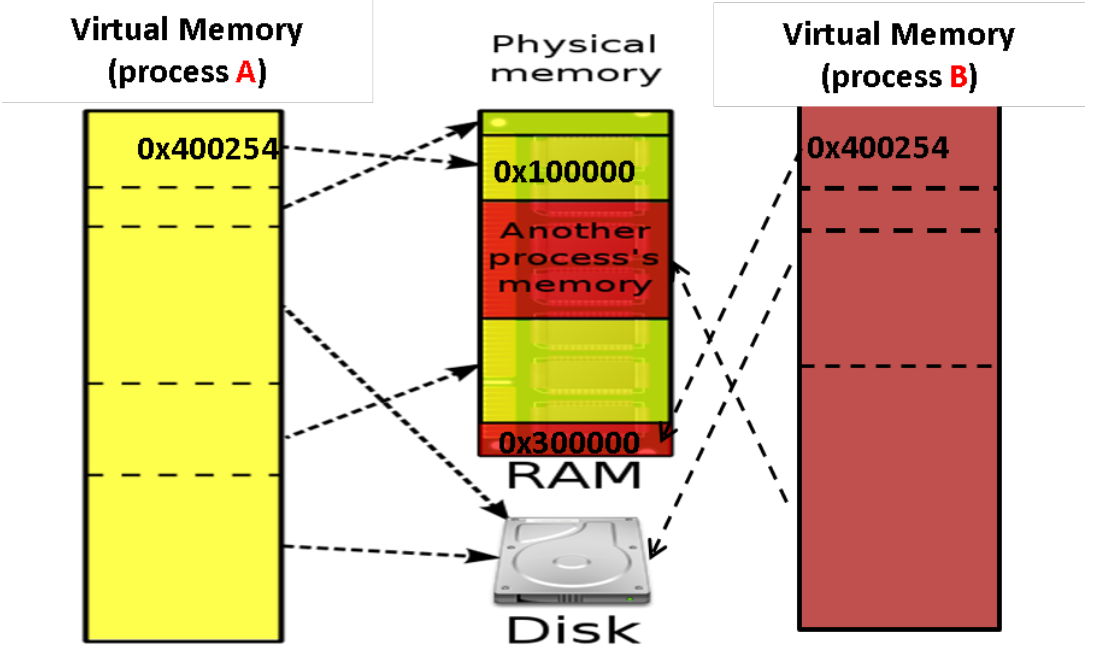 Virtual Memory
(process A)
0x400254
Physical
memory
0x100000
Another
process's
memory
0x300000
RAM
Disk
Virtual Memory
(process B)
0x400254